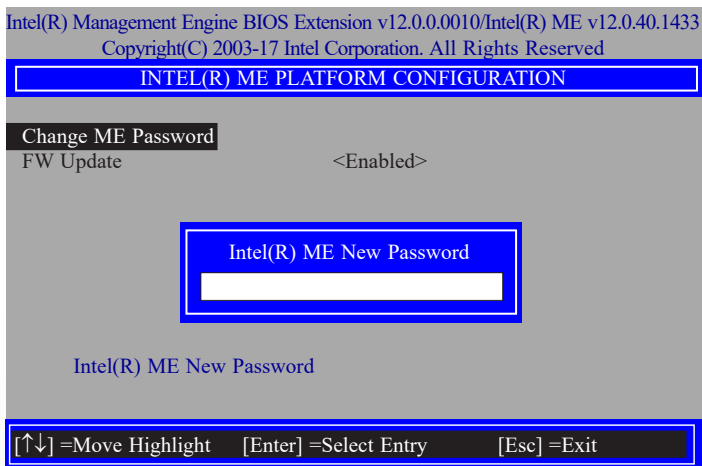 Intel(R) Management Engine BIOS Extension v12.0.0.0010/Intel(R) ME v12.0.40.1433
Copyright(C) 2003-17 Intel Corporation. All Rights Reserved
INTEL(R) ME PLATFORM CONFIGURATION
Change ME Password
FW Update <Enabled>
Intel(R) ME New Password
Intel(R) ME New Password
[↑↓] =Move Highlight [Enter] =Select Entry [Esc] =Exit